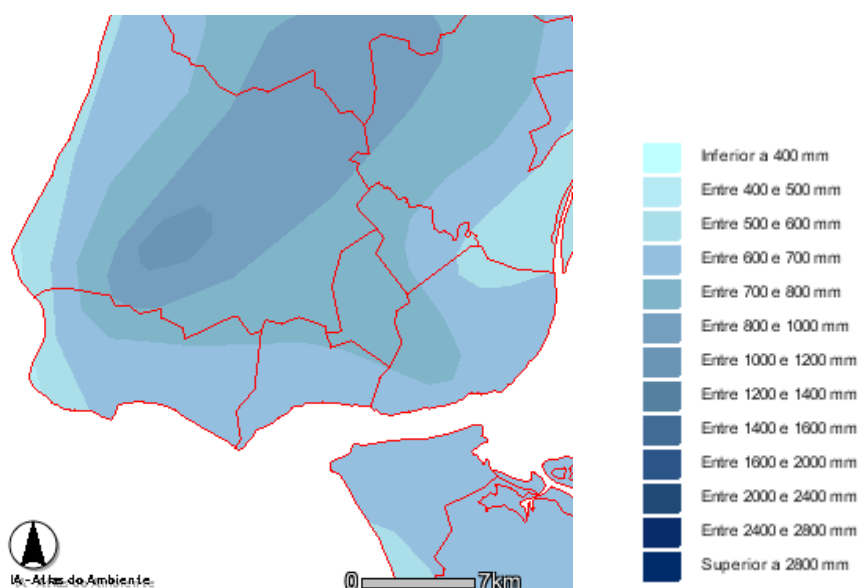 Inferior a 400 mm
Entre 400 e 500 mm
Entre 500 e 600 mm
Entre 600 e 700 mm
Entre 700 e 800 mm
Entre 800 e 1000 mm
Entre 1000 e 1200 mm
Entre 1200 e 1400 mm
Entre 1400 e 1600 mm
Entre 1600 e 2000 mm
Entre 2000 e 2400 mm
Entre 2400 e 2800 mm
Superior a 2800 mm
IA - Atlas do Ambiente
0 7km